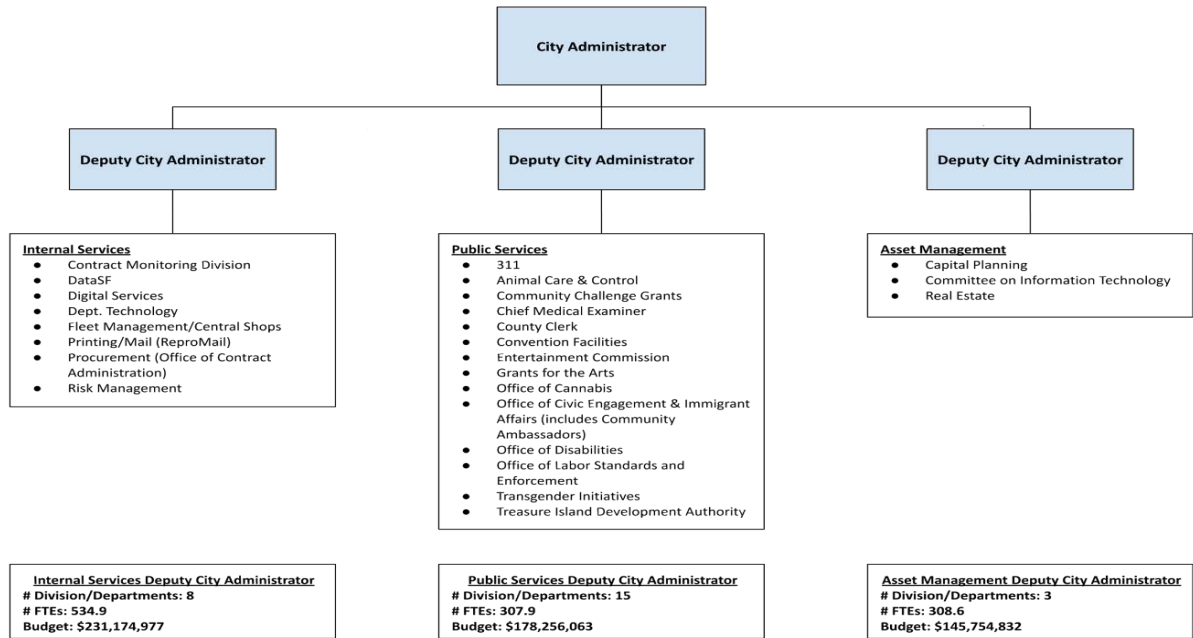 City Administrator
Deputy City Administrator
Deputy City Administrator
Deputy City Administrator
Internal Services
● Contract Monitoring Division
● DataSF
● Digital Services
● Dept. Technology
● Fleet Management/Central Shops
● Printing/Mail (ReproMail)
● Procurement (Office of Contract
Administration)
● Risk Management
Public Services
● 311
● Animal Care & Control
● Community Challenge Grants
● Chief Medical Examiner
● County Clerk
● Convention Facilities
● Entertainment Commission
● Grants for the Arts
● Office of Cannabis
● Office of Civic Engagement & Immigrant
Affairs (includes Community
Ambassadors)
● Office of Disabilities
● Office of Labor Standards and
Enforcement
● Transgender Initiatives
● Treasure Island Development Authority
Asset Management
● Capital Planning
● Committee on Information Technology
● Real Estate
Internal Services Deputy City Administrator
# Division/Departments: 8
# FTEs: 534.9
Budget: $231,174,977
Public Services Deputy City Administrator
# Division/Departments: 15
# FTEs: 307.9
Budget: $178,256,063
Asset Management Deputy City Administrator
# Division/Departments: 3
# FTEs: 308.6
Budget: $145,754,832